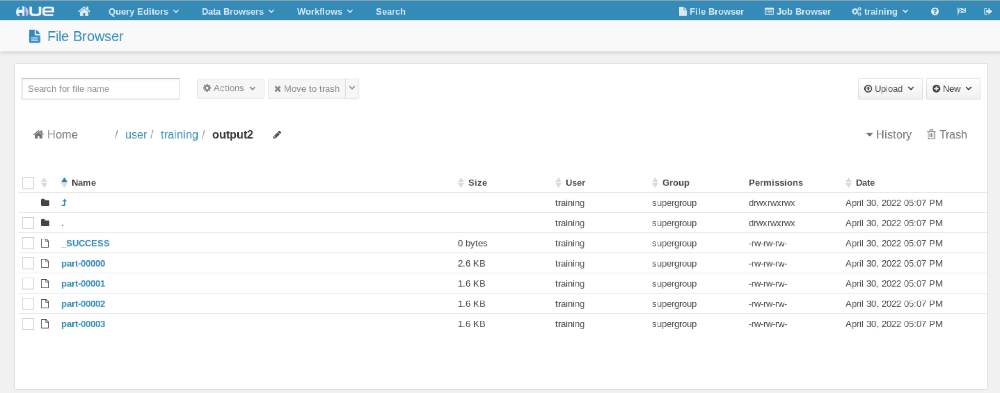 HUE Query Editors Data Browsers Workflows Search File Browser Job Browser training
File Browser
Search for file name Actions Move to trash Upload New
Home / user / training / output2 History Trash
Name Size User Group Permissions Date
training supergroup drwxrwxrwx April 30, 2022 05:07 PM
. training supergroup drwxrwxrwx April 30, 2022 05:07 PM
_SUCCESS 0 bytes training supergroup -rw-rw-rw- April 30, 2022 05:07 PM
part-00000 2.6 KB training supergroup -rw-rw-rw- April 30, 2022 05:07 PM
part-00001 1.6 KB training supergroup -rw-rw-rw- April 30, 2022 05:07 PM
part-00002 1.6 KB training supergroup -rw-rw-rw- April 30, 2022 05:07 PM
part-00003 1.6 KB training supergroup -rw-rw-rw- April 30, 2022 05:07 PM